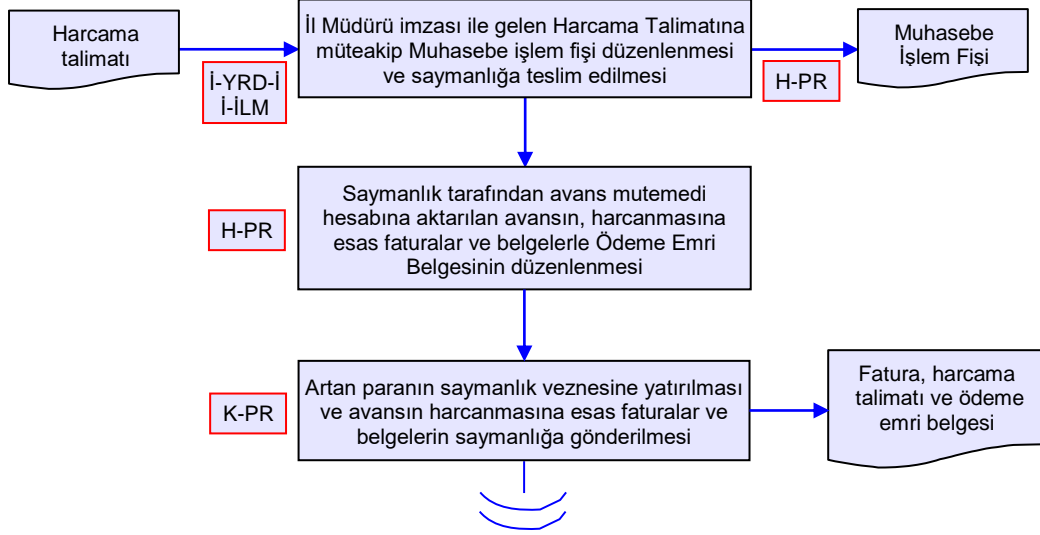 Harcama
talimatı
İ-YRD-İ
İ-İLM
İl Müdürü imzası ile gelen Harcama Talimatına
müteakip Muhasebe işlem fişi düzenlenmesi
ve saymanlığa teslim edilmesi
H-PR
Muhasebe
İşlem Fişi
H-PR
Saymanlık tarafından avans mutemedi
hesabına aktarılan avansın, harcanmasına
esas faturalar ve belgelerle Ödeme Emri
Belgesinin düzenlenmesi
K-PR
Artan paranın saymanlık veznesine yatırılması
ve avansın harcanmasına esas faturalar ve
belgelerin saymanlığa gönderilmesi
Fatura, harcama
talimatı ve ödeme
emri belgesi